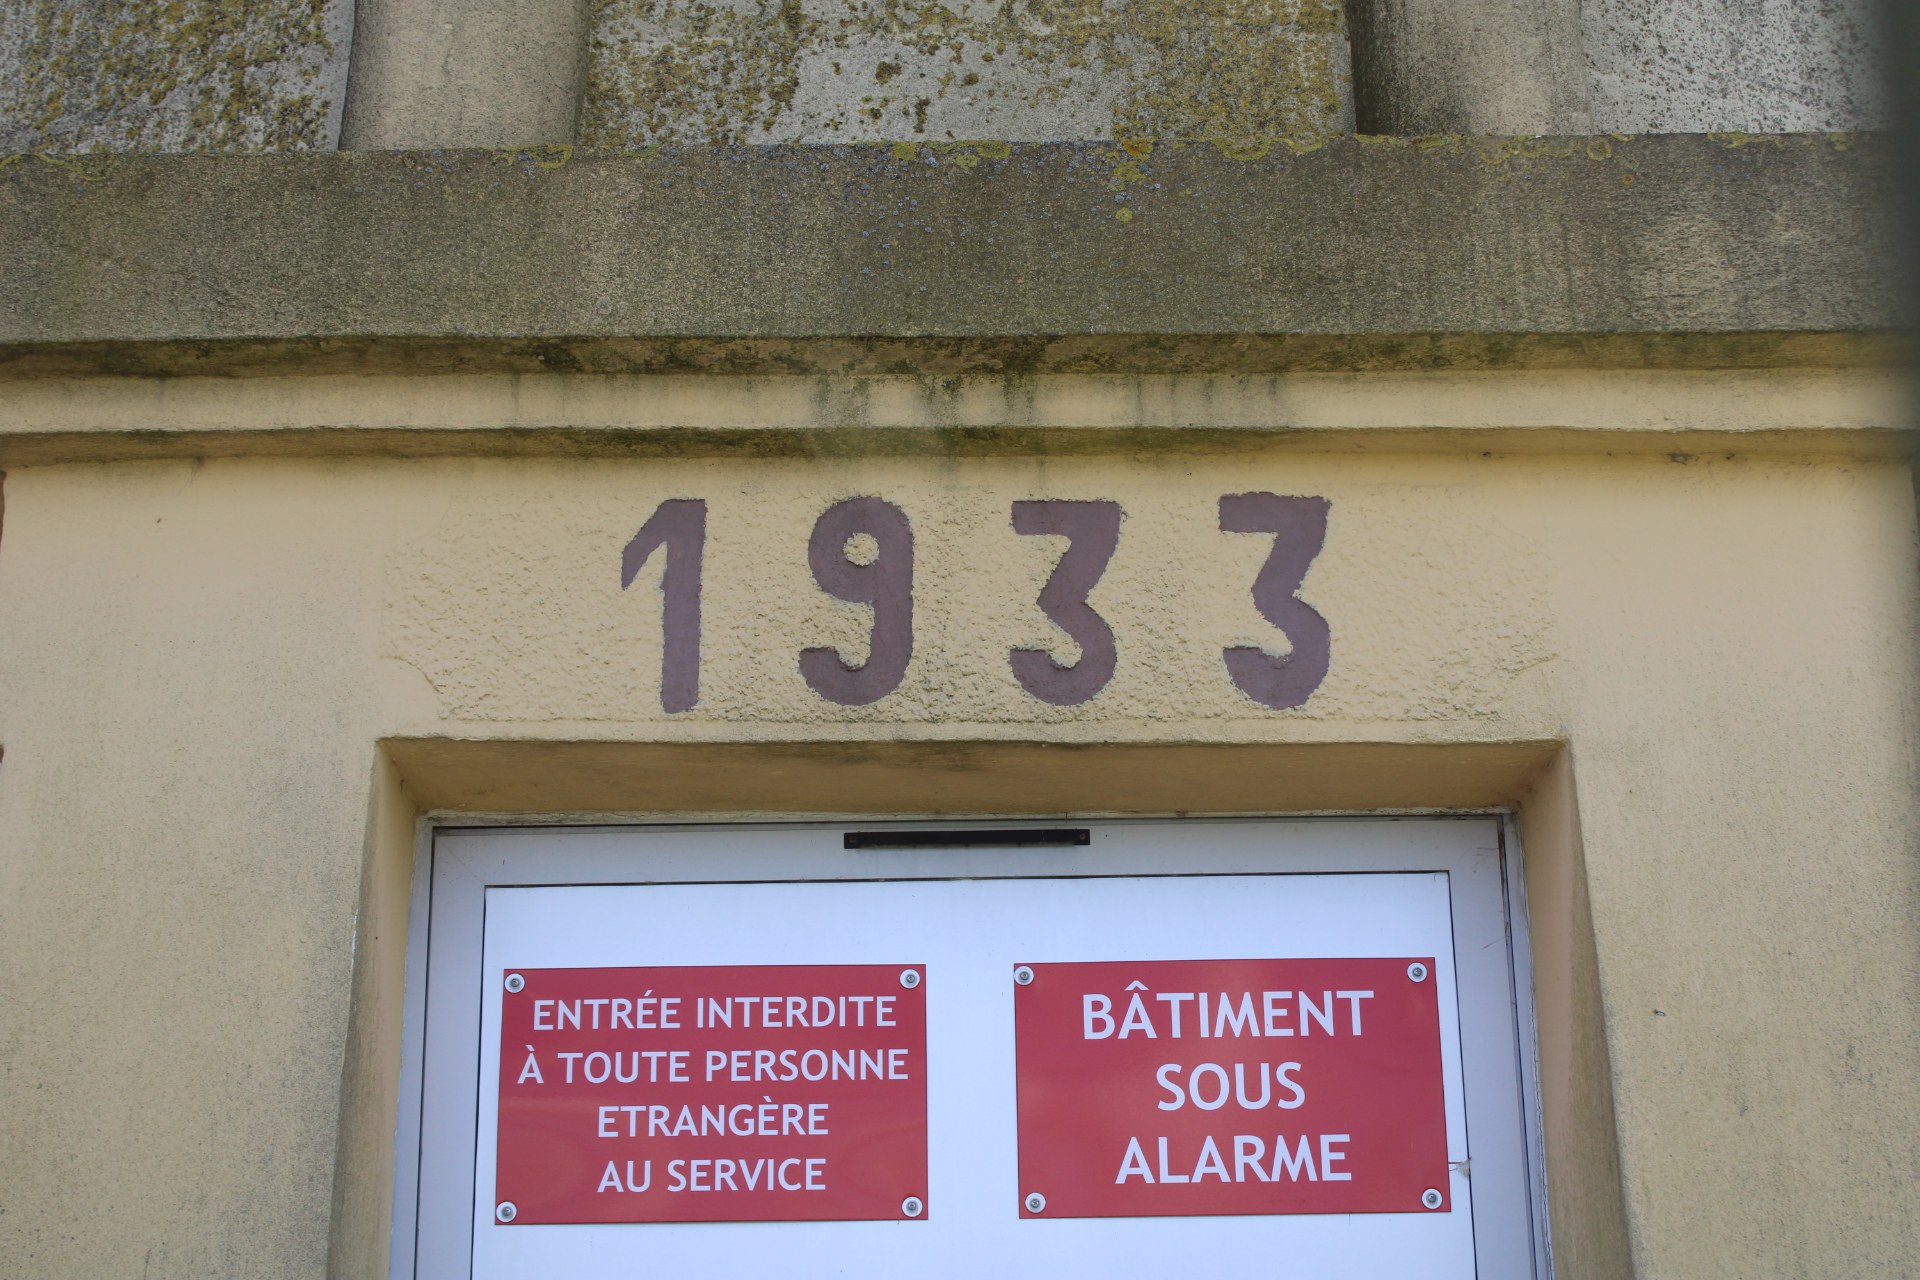 1933
ENTRÉE INTERDITE
À TOUTE PERSONNE
ETRANGÈRE
AU SERVICE
BÂTIMENT
SOUS
ALARME